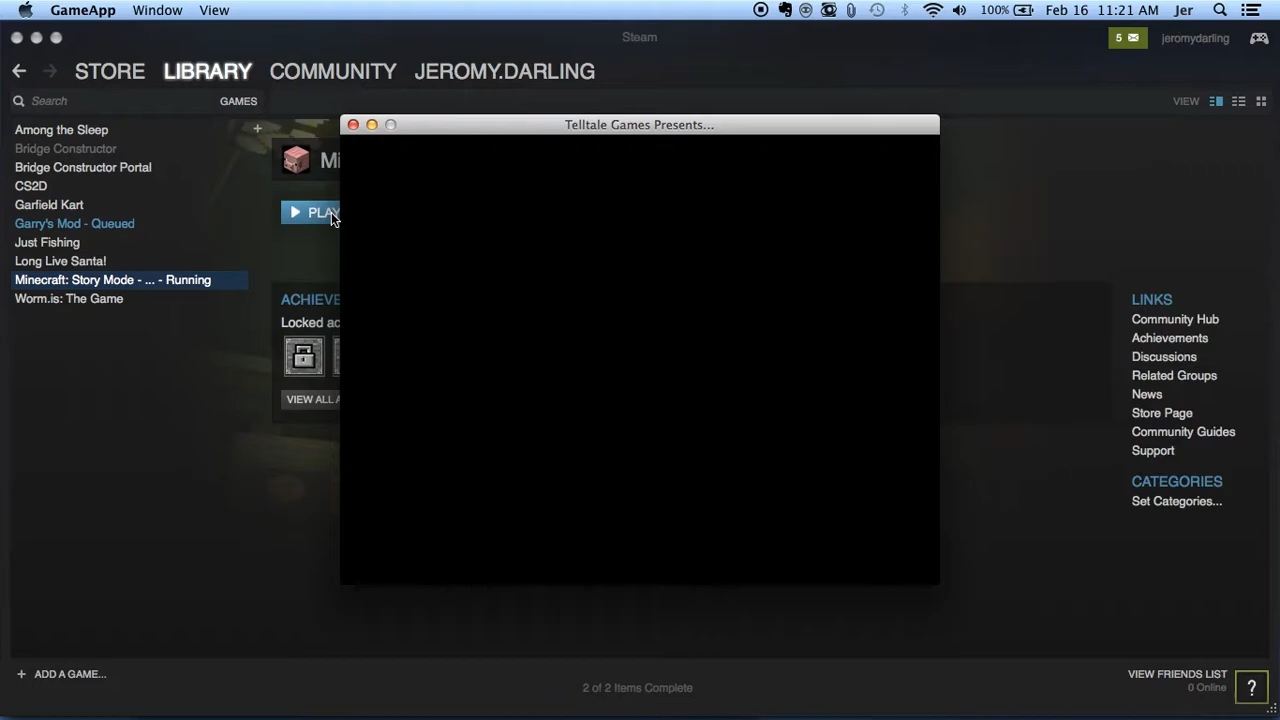 GameApp Window View 100% Feb 16 11:21 AM Jer
Steam
5 jeromydarling
STORE LIBRARY COMMUNITY JEROMY.DARLING
Search GAMES VIEW
Among the Sleep
Bridge Constructor
Bridge Constructor Portal
CS2D
Garfield Kart
Garry's Mod - Queued
Just Fishing
Long Live Santa!
Minecraft: Story Mode - ... - Running
Worm.is: The Game
Telltale Games Presents...
Mi
PLAY
ACHIEVE
Locked ac
VIEW ALL A
LINKS
Community Hub
Achievements
Discussions
Related Groups
News
Store Page
Community Guides
Support
CATEGORIES
Set Categories...
+ ADD A GAME...
2 of 2 Items Complete
VIEW FRIENDS LIST
0 Online
?